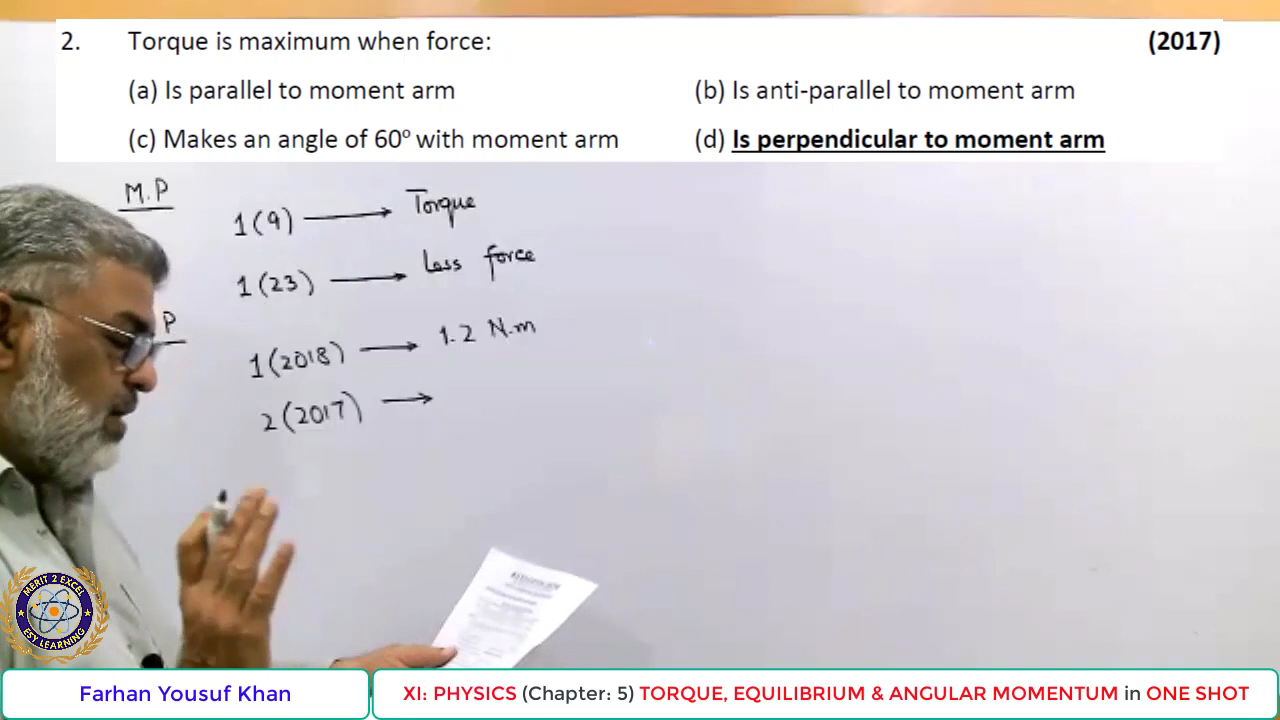 2. Torque is maximum when force: (2017)
(a) Is parallel to moment arm (b) Is anti-parallel to moment arm
(c) Makes an angle of 60º with moment arm (d) Is perpendicular to moment arm
M.P
1(9) ⟶ Torque
1(23) ⟶ Less force
P
1(2018) ⟶ 1.2 N.m
2(2017) ⟶
MERIT 2 EXCEL
ESY LEARNING
Farhan Yousuf Khan
XI: PHYSICS (Chapter: 5) TORQUE, EQUILIBRIUM & ANGULAR MOMENTUM in ONE SHOT